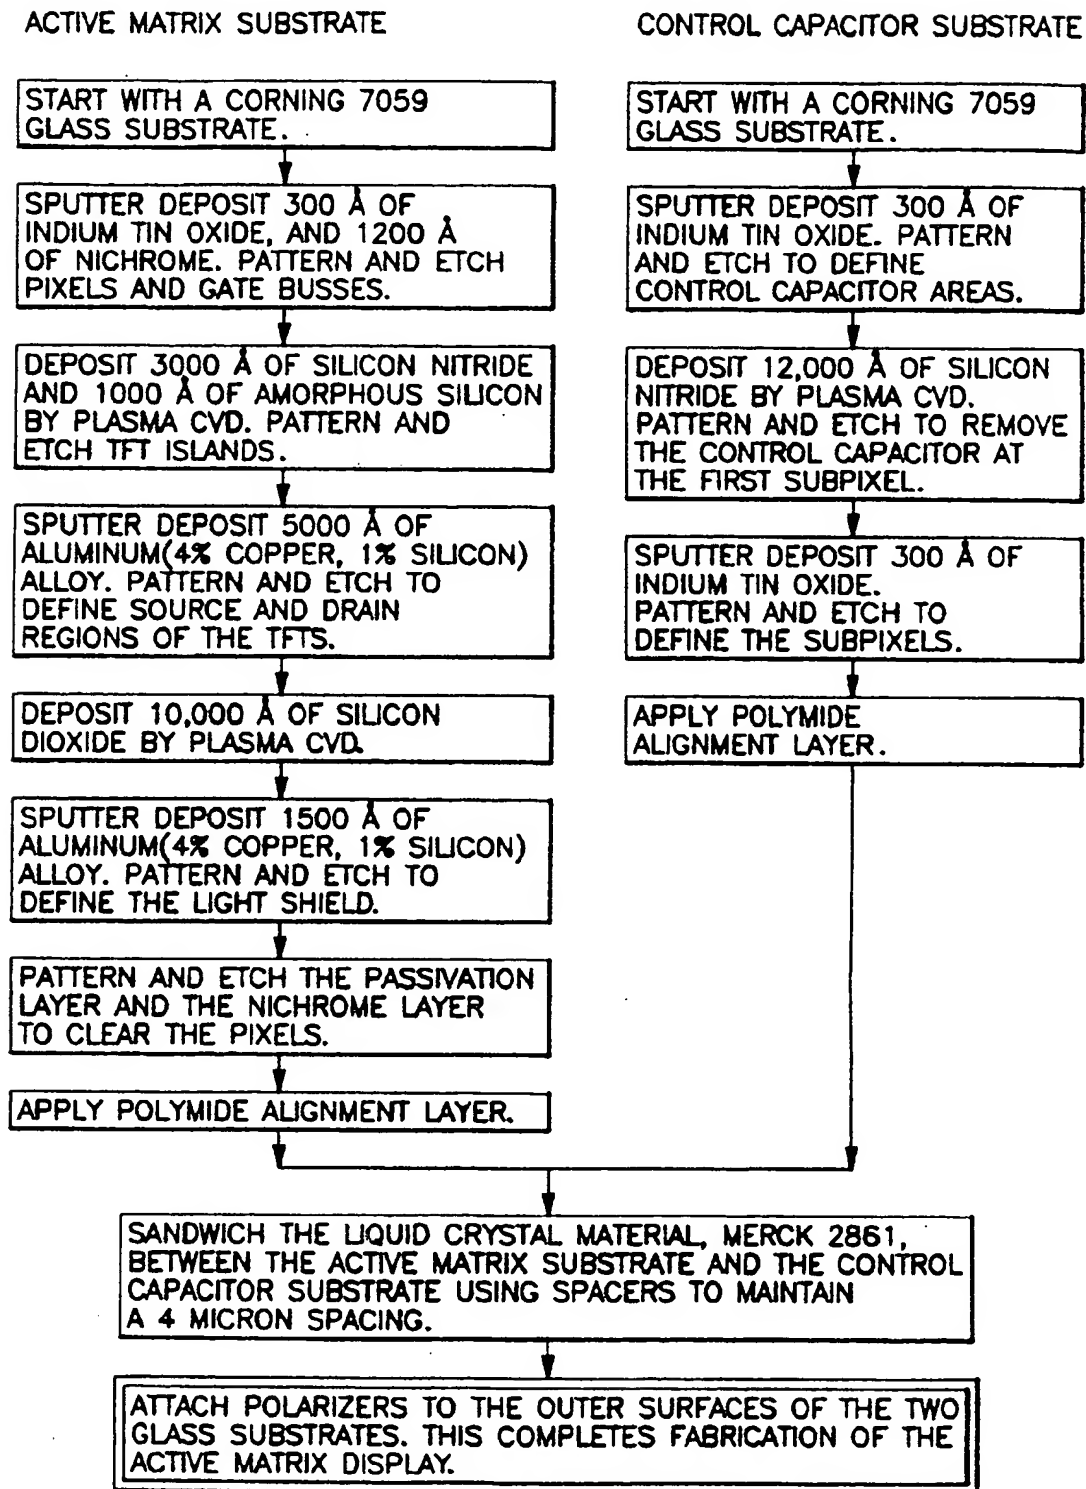 ACTIVE MATRIX SUBSTRATE
START WITH A CORNING 7059
GLASS SUBSTRATE.
SPUTTER DEPOSIT 300 Å OF
INDIUM TIN OXIDE, AND 1200 Å
OF NICHROME. PATTERN AND ETCH
PIXELS AND GATE BUSSES.
DEPOSIT 3000 Å OF SILICON NITRIDE
AND 1000 Å OF AMORPHOUS SILICON
BY PLASMA CVD. PATTERN AND
ETCH TFT ISLANDS.
SPUTTER DEPOSIT 5000 Å OF
ALUMINUM(4% COPPER, 1% SILICON)
ALLOY. PATTERN AND ETCH TO
DEFINE SOURCE AND DRAIN
REGIONS OF THE TFTS.
DEPOSIT 10,000 Å OF SILICON
DIOXIDE BY PLASMA CVD.
SPUTTER DEPOSIT 1500 Å OF
ALUMINUM(4% COPPER, 1% SILICON)
ALLOY. PATTERN AND ETCH TO
DEFINE THE LIGHT SHIELD.
PATTERN AND ETCH THE PASSIVATION
LAYER AND THE NICHROME LAYER
TO CLEAR THE PIXELS.
APPLY POLYMIDE ALIGNMENT LAYER.
CONTROL CAPACITOR SUBSTRATE
START WITH A CORNING 7059
GLASS SUBSTRATE.
SPUTTER DEPOSIT 300 Å OF
INDIUM TIN OXIDE. PATTERN
AND ETCH TO DEFINE
CONTROL CAPACITOR AREAS.
DEPOSIT 12,000 Å OF SILICON
NITRIDE BY PLASMA CVD.
PATTERN AND ETCH TO REMOVE
THE CONTROL CAPACITOR AT
THE FIRST SUBPIXEL.
SPUTTER DEPOSIT 300 Å OF
INDIUM TIN OXIDE.
PATTERN AND ETCH TO
DEFINE THE SUBPIXELS.
APPLY POLYMIDE
ALIGNMENT LAYER.
SANDWICH THE LIQUID CRYSTAL MATERIAL, MERCK 2861,
BETWEEN THE ACTIVE MATRIX SUBSTRATE AND THE CONTROL
CAPACITOR SUBSTRATE USING SPACERS TO MAINTAIN
A 4 MICRON SPACING.
ATTACH POLARIZERS TO THE OUTER SURFACES OF THE TWO
GLASS SUBSTRATES. THIS COMPLETES FABRICATION OF THE
ACTIVE MATRIX DISPLAY.